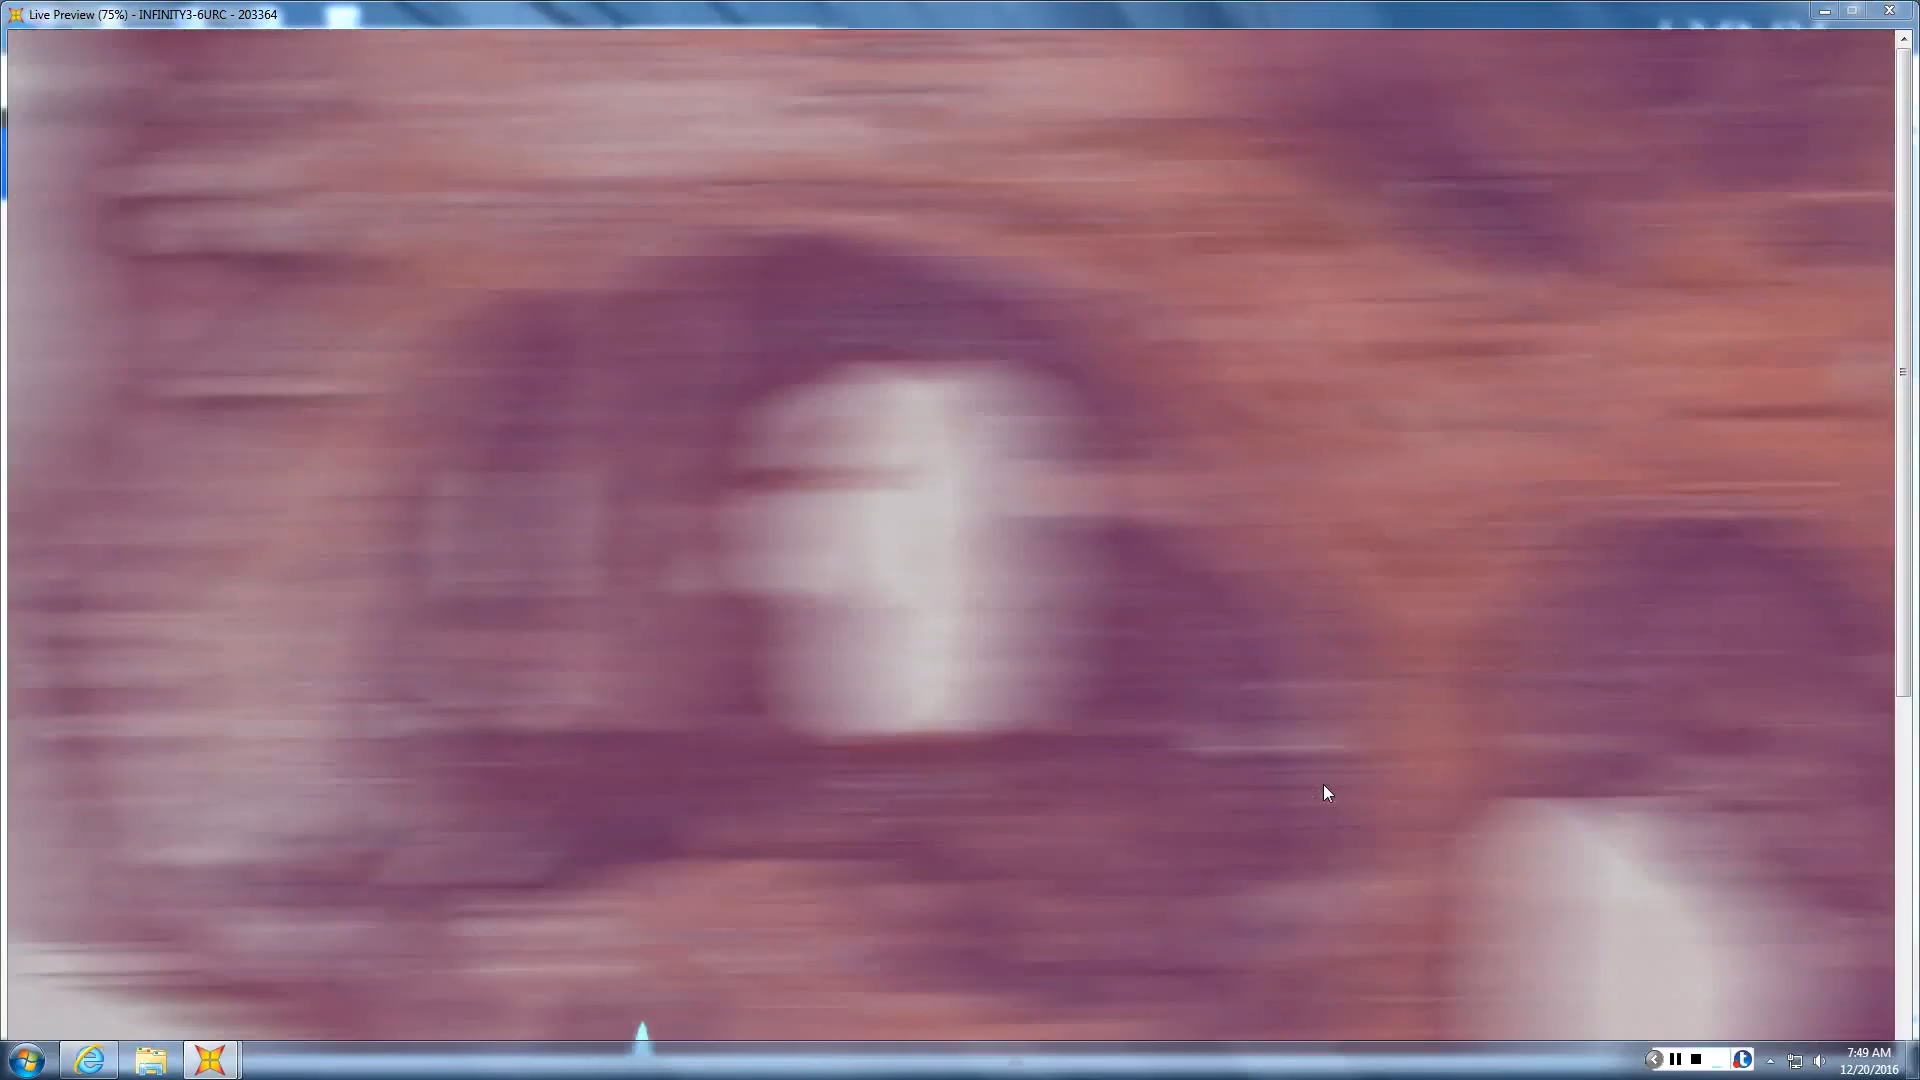 Live Preview (75%) - INFINITY3-6URC - 203364
7:49 AM
12/20/2016